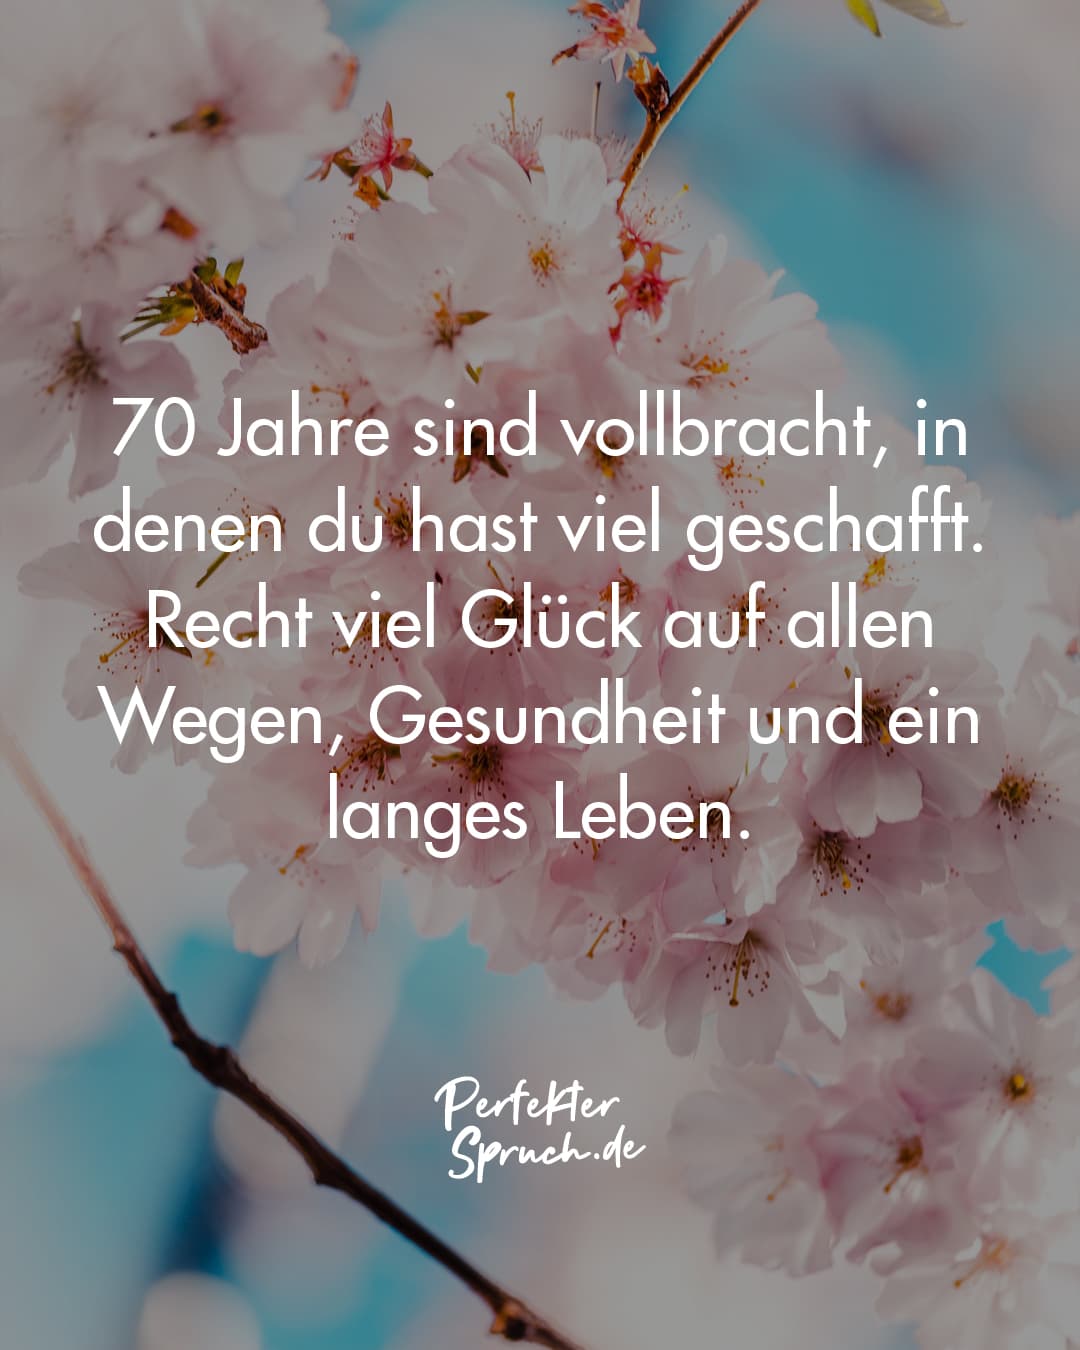 70 Jahre sind vollbracht, in
denen du hast viel geschafft.
Recht viel Glück auf allen
Wegen, Gesundheit und ein
langes Leben.
Perfekter
Spruch.de